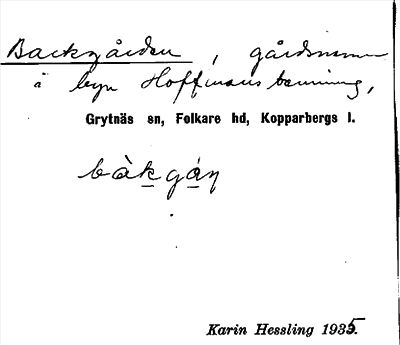 Backgården, gårdsnamn
å byn Hoffmansbenning,
Grytnäs sn, Folkare hd, Kopparbergs l.
bàkgán
Karin Hessling 1935.